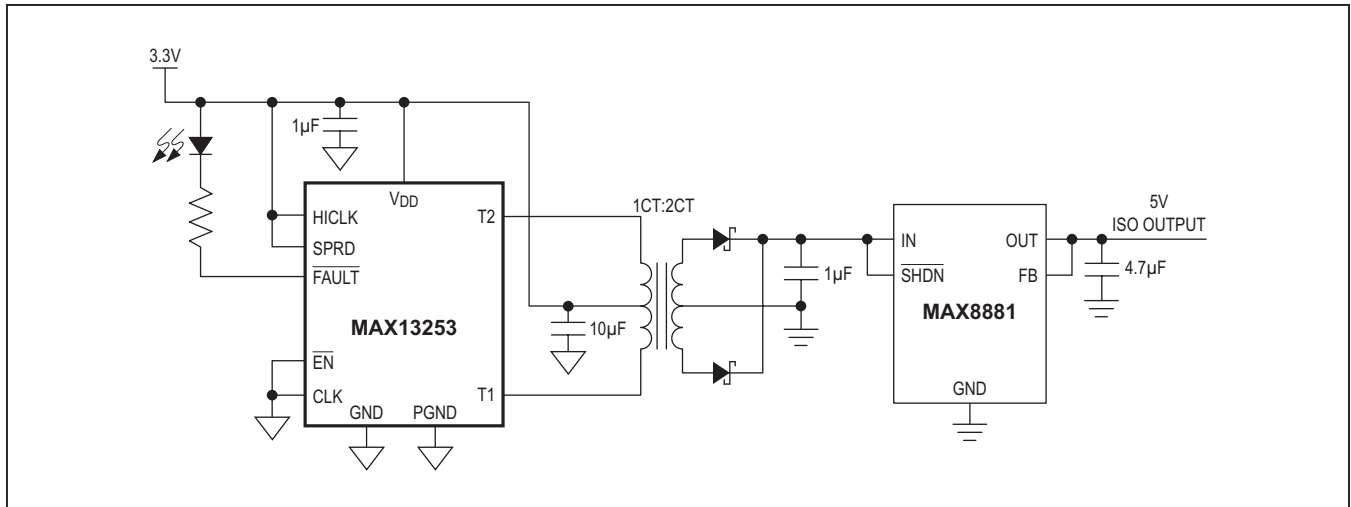 3.3V
1µF
VDD
HICLK
SPRD
FAULT
EN
CLK
GND
PGND
T2
T1
MAX13253
10µF
1CT:2CT
1µF
IN
SHDN
OUT
FB
MAX8881
GND
5V
ISO OUTPUT
4.7µF